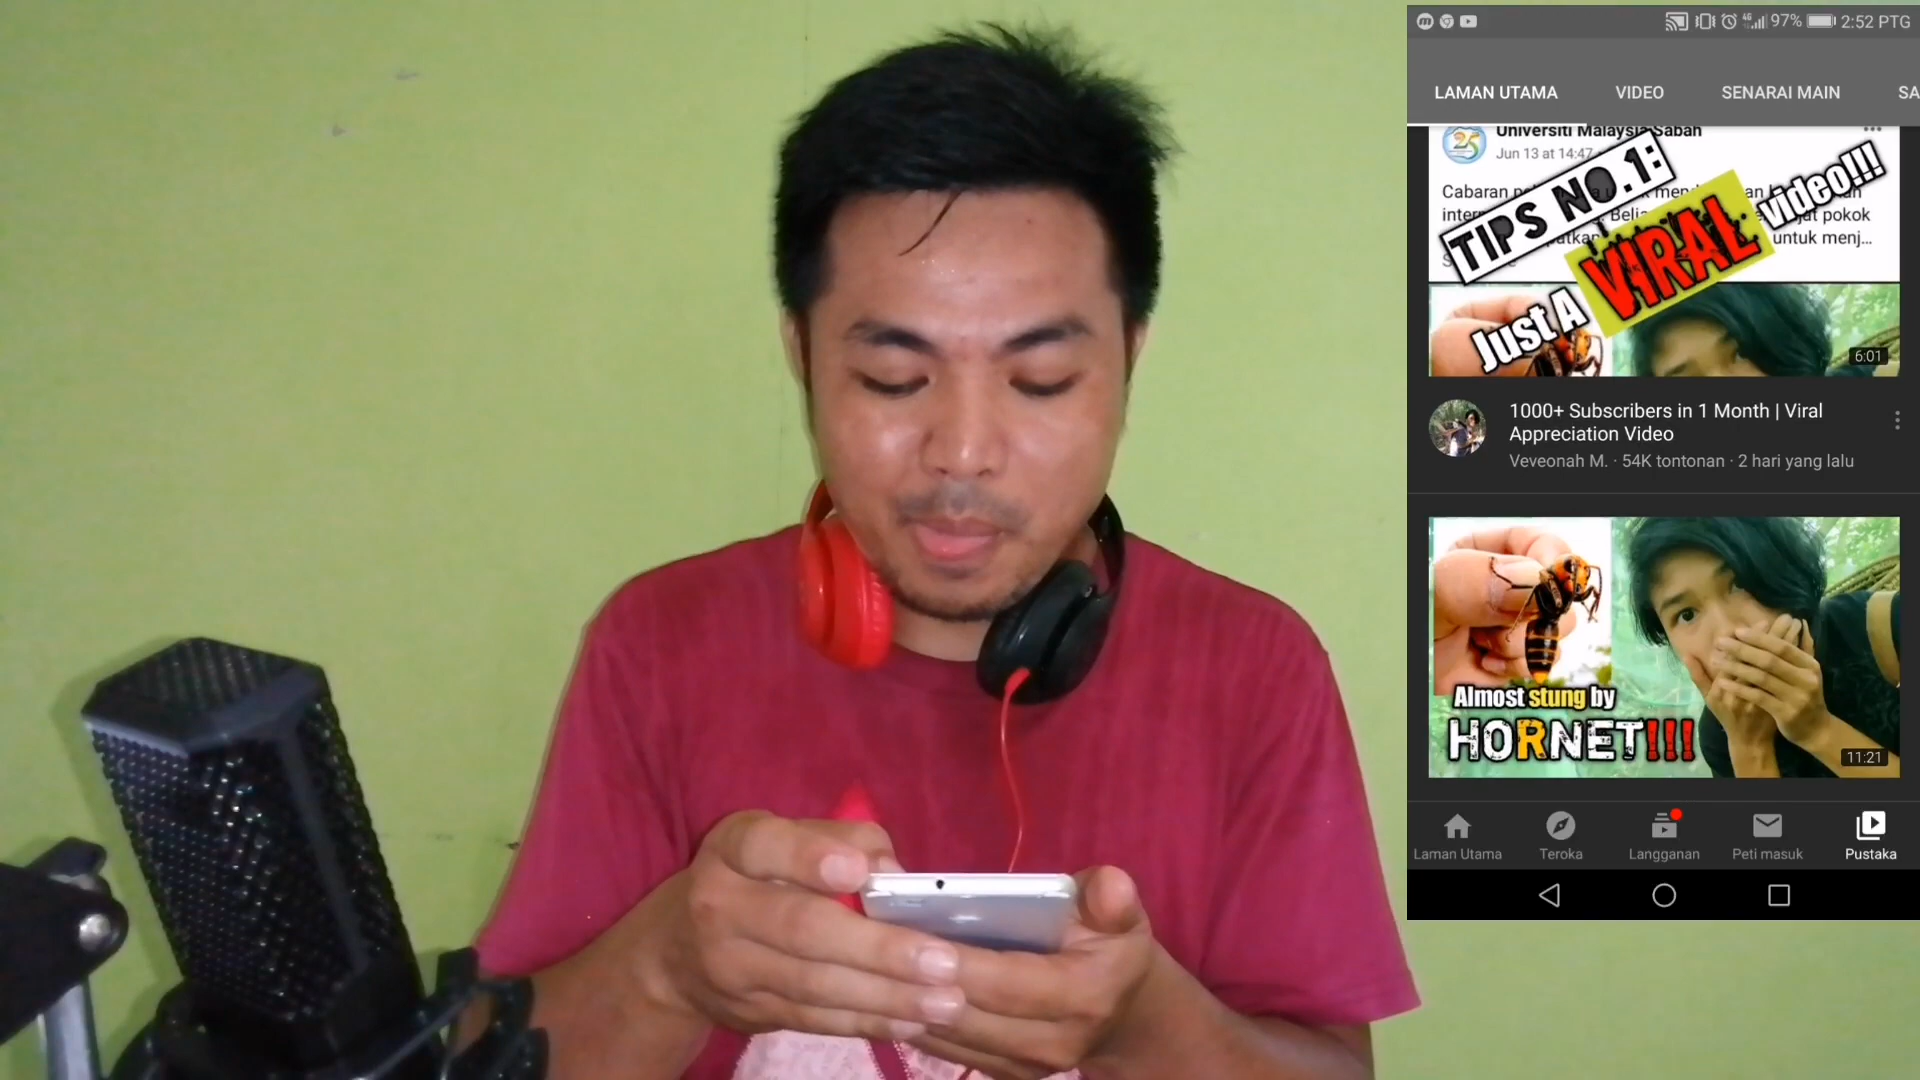 97% 2:52 PTG
LAMAN UTAMA VIDEO SENARAI MAIN SA
Universiti Malaysia Sabah
Jun 13 at 14:47
Cabaran
untuk menj...
TIPS NO.1:
Just A VIRAL video!!!
6:01
1000+ Subscribers in 1 Month | Viral
Appreciation Video
Veveonah M. · 54K tontonan · 2 hari yang lalu
Almost stung by
HORNET!!!
11:21
Laman Utama Teroka Langganan Peti masuk Pustaka